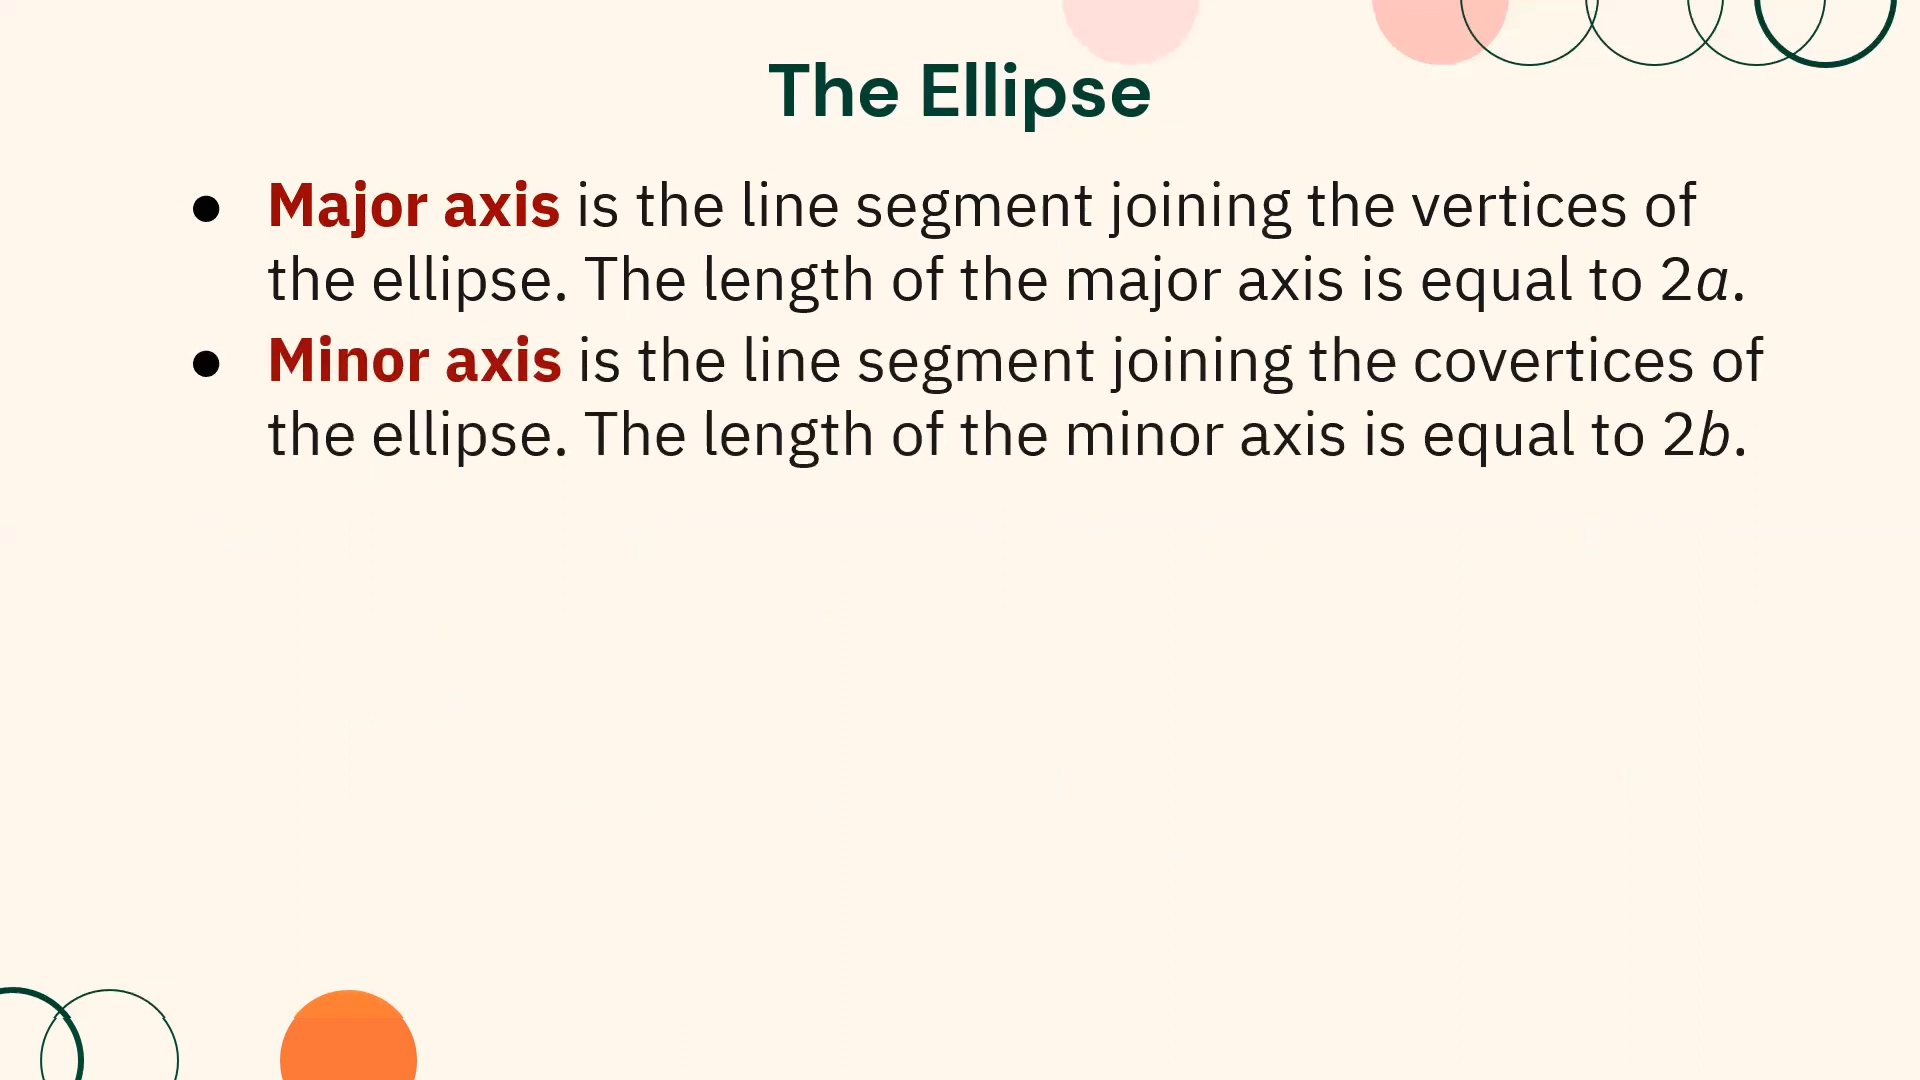 The Ellipse
● Major axis is the line segment joining the vertices of
the ellipse. The length of the major axis is equal to 2a.
● Minor axis is the line segment joining the covertices of
the ellipse. The length of the minor axis is equal to 2b.